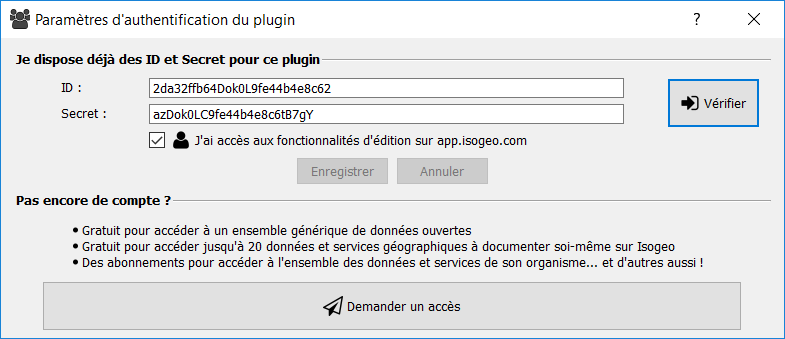 Paramètres d'authentification du plugin
Je dispose déjà des ID et Secret pour ce plugin
ID :
2da32ffb64Dok0L9fe44b4e8c62
Secret :
azDok0LC9fe44b4e8c6tB7gY
Vérifier
J'ai accès aux fonctionnalités d'édition sur app.isogeo.com
Enregistrer Annuler
Pas encore de compte ?
• Gratuit pour accéder à un ensemble générique de données ouvertes
• Gratuit pour accéder jusqu'à 20 données et services géographiques à documenter soi-même sur Isogeo
• Des abonnements pour accéder à l'ensemble des données et services de son organisme... et d'autres aussi !
Demander un accès